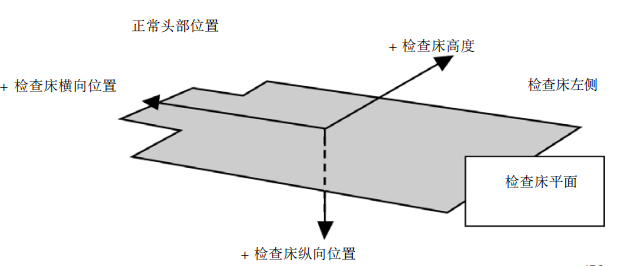 正常头部位置
+ 检查床高度
+ 检查床横向位置
检查床左侧
检查床平面
+ 检查床纵向位置